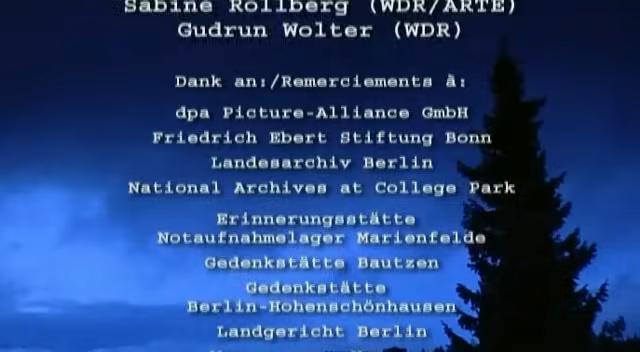 Sabine Rollberg (WDR/ARTE)
Gudrun Wolter (WDR)
Dank an:/Remerciements à:
dpa Picture-Alliance GmbH
Friedrich Ebert Stiftung Bonn
Landesarchiv Berlin
National Archives at College Park
Erinnerungsstätte
Notaufnahmelager Marienfelde
Gedenkstätte Bautzen
Gedenkstätte
Berlin-Hohenschönhausen
Landgericht Berlin